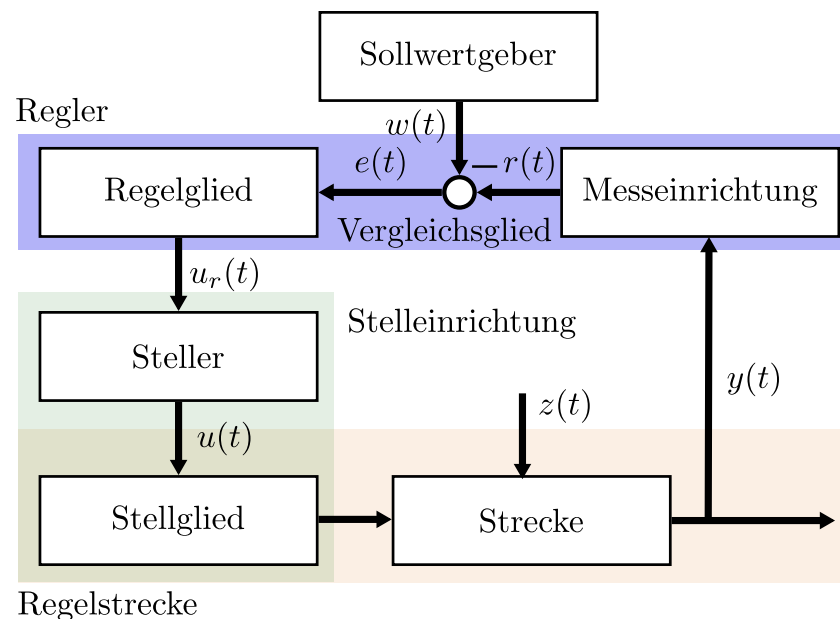 Sollwertgeber
Regler
w(t)
e(t)
− r(t)
Regelglied
Messeinrichtung
Vergleichsglied
u_r(t)
Stelleinrichtung
Steller
y(t)
z(t)
u(t)
Stellglied
Strecke
Regelstrecke